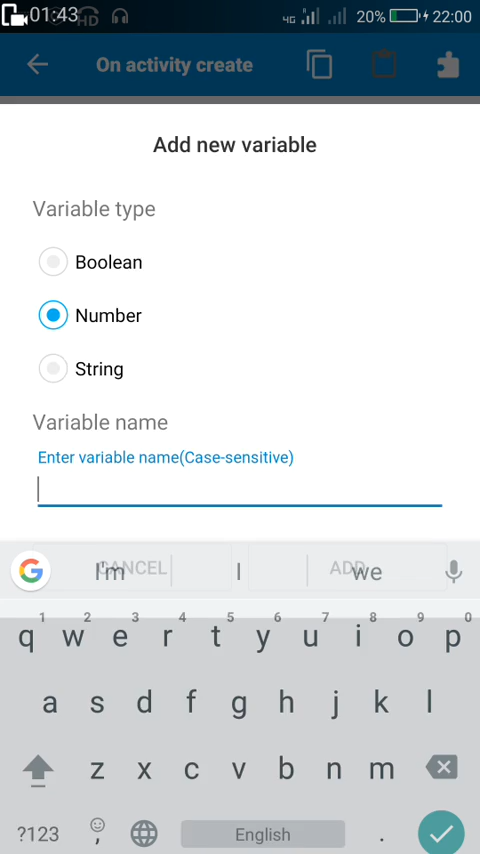 01:43 HD 4G 20% 22:00
On activity create
Add new variable
Variable type
Boolean
Number
String
Variable name
Enter variable name(Case-sensitive)
CANCEL ADD
I'm I we
1 2 3 4 5 6 7 8 9 0
q w e r t y u i o p
a s d f g h j k l
z x c v b n m
?123 , English .